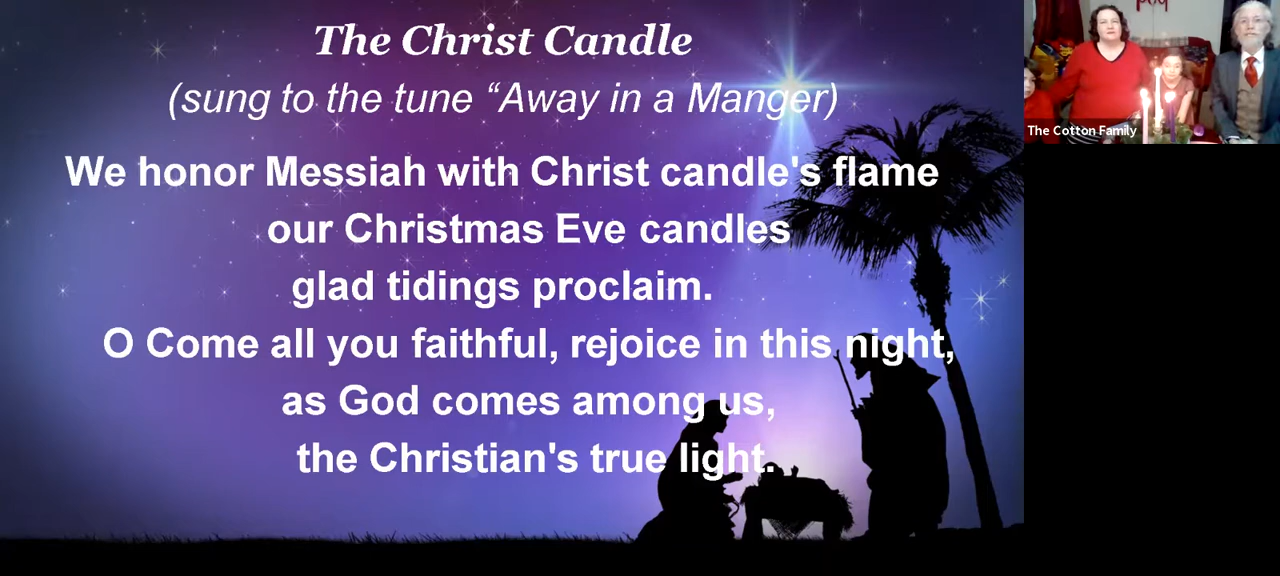 The Christ Candle
(sung to the tune “Away in a Manger)
We honor Messiah with Christ candle's flame
our Christmas Eve candles
glad tidings proclaim.
O Come all you faithful, rejoice in this night,
as God comes among us,
the Christian's true light.
The Cotton Family